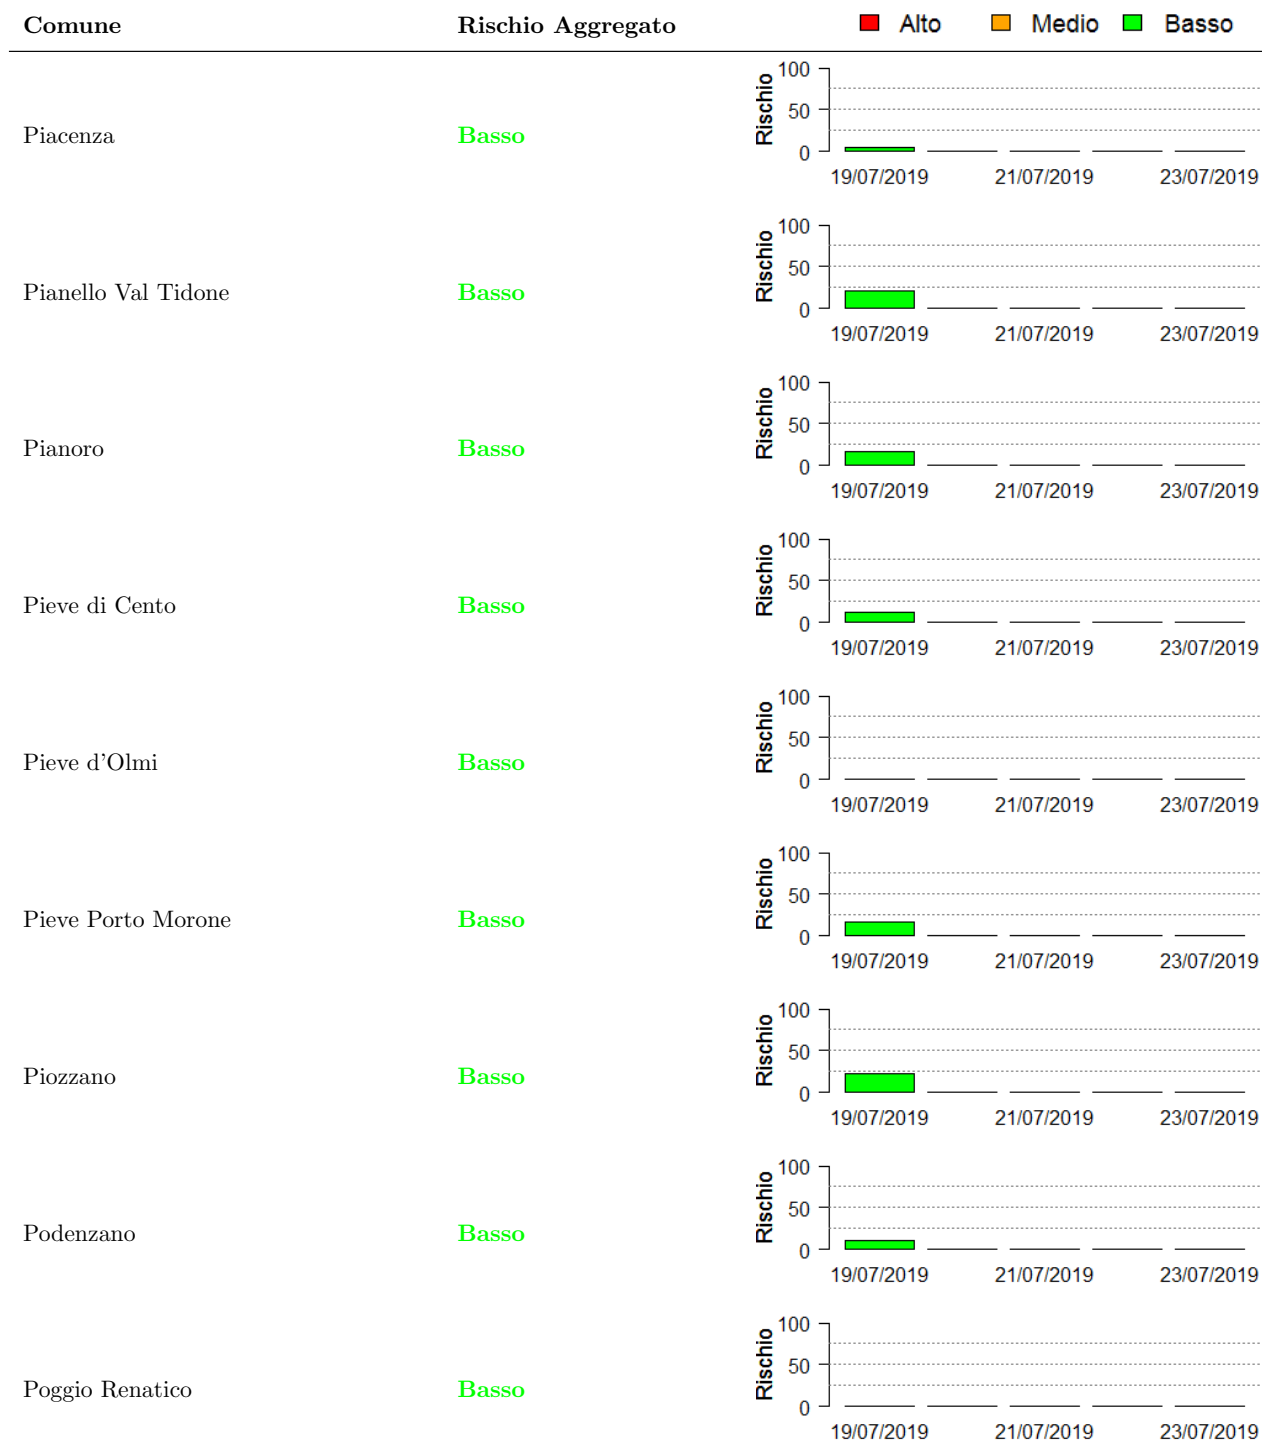 Comune Rischio Aggregato Alto Medio Basso
Piacenza Basso Rischio 100 50 0
19/07/2019 21/07/2019 23/07/2019
Pianello Val Tidone Basso Rischio 100 50 0
19/07/2019 21/07/2019 23/07/2019
Pianoro Basso Rischio 100 50 0
19/07/2019 21/07/2019 23/07/2019
Pieve di Cento Basso Rischio 100 50 0
19/07/2019 21/07/2019 23/07/2019
Pieve d'Olmi Basso Rischio 100 50 0
19/07/2019 21/07/2019 23/07/2019
Pieve Porto Morone Basso Rischio 100 50 0
19/07/2019 21/07/2019 23/07/2019
Piozzano Basso Rischio 100 50 0
19/07/2019 21/07/2019 23/07/2019
Podenzano Basso Rischio 100 50 0
19/07/2019 21/07/2019 23/07/2019
Poggio Renatico Basso Rischio 100 50 0
19/07/2019 21/07/2019 23/07/2019